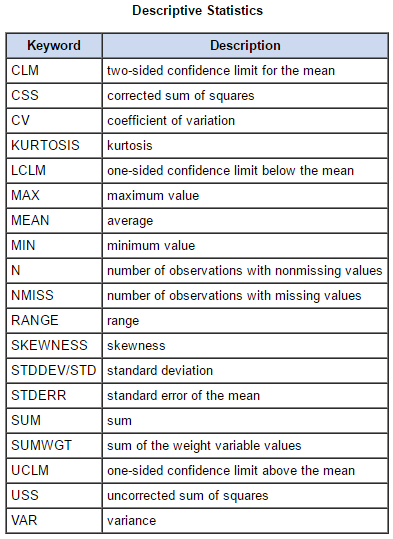 Descriptive Statistics
Keyword Description
CLM two-sided confidence limit for the mean
CSS corrected sum of squares
CV coefficient of variation
KURTOSIS kurtosis
LCLM one-sided confidence limit below the mean
MAX maximum value
MEAN average
MIN minimum value
N number of observations with nonmissing values
NMISS number of observations with missing values
RANGE range
SKEWNESS skewness
STDDEV/STD standard deviation
STDERR standard error of the mean
SUM sum
SUMWGT sum of the weight variable values
UCLM one-sided confidence limit above the mean
USS uncorrected sum of squares
VAR variance